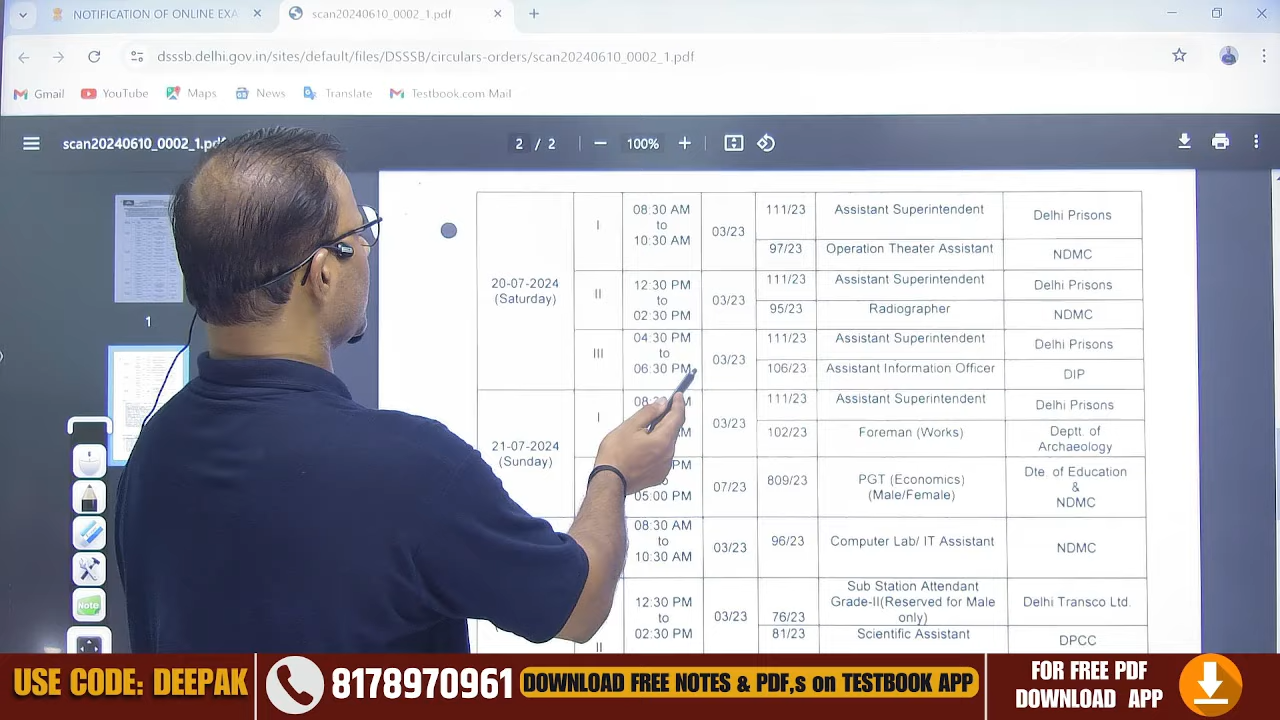 NOTIFICATION OF ONLINE EXA
scan20240610_0002_1.pdf
dsssb.delhi.gov.in/sites/default/files/DSSSB/circulars-orders/scan20240610_0002_1.pdf
Gmail YouTube Maps News Translate Testbook.com Mail
scan20240610_0002_1.pdf 2 / 2 100%
1
20-07-2024
(Saturday)
I
08:30 AM
to
10:30 AM
03/23
111/23 Assistant Superintendent Delhi Prisons
97/23 Operation Theater Assistant NDMC
II
12:30 PM
to
02:30 PM
03/23
111/23 Assistant Superintendent Delhi Prisons
95/23 Radiographer NDMC
III
04:30 PM
to
06:30 PM
03/23
111/23 Assistant Superintendent Delhi Prisons
106/23 Assistant Information Officer DIP
21-07-2024
(Sunday)
I
03/23
111/23 Assistant Superintendent Delhi Prisons
102/23 Foreman (Works) Deptt. of
Archaeology
PM
05:00 PM
07/23
809/23
PGT (Economics)
(Male/Female)
Dte of Education
&
NDMC
08:30 AM
to
10:30 AM
03/23
96/23 Computer Lab/ IT Assistant NDMC
II
12:30 PM
to
02:30 PM
03/23
76/23
Sub Station Attendant
Grade-II(Reserved for Male
only)
Delhi Transco Ltd.
81/23 Scientific Assistant DPCC
Note
USE CODE: DEEPAK
8178970961
DOWNLOAD FREE NOTES & PDF,s on TESTBOOK APP
FOR FREE PDF
DOWNLOAD APP